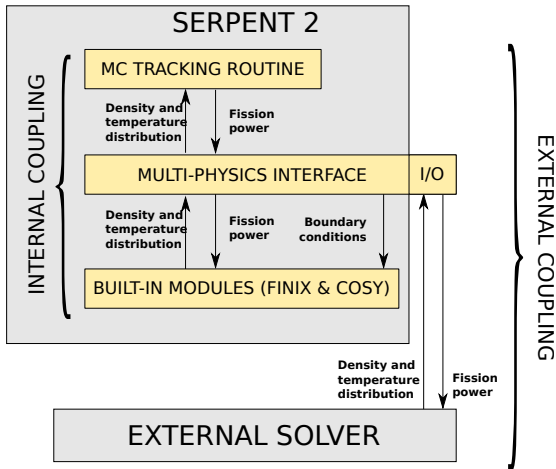 SERPENT 2
MC TRACKING ROUTINE
Density and
temperature
distribution
Fission
power
MULTI-PHYSICS INTERFACE
I/O
Density and
temperature
distribution
Fission
power
Boundary
conditions
BUILT-IN MODULES (FINIX & COSY)
INTERNAL COUPLING
EXTERNAL COUPLING
Density and
temperature
distribution
Fission
power
EXTERNAL SOLVER